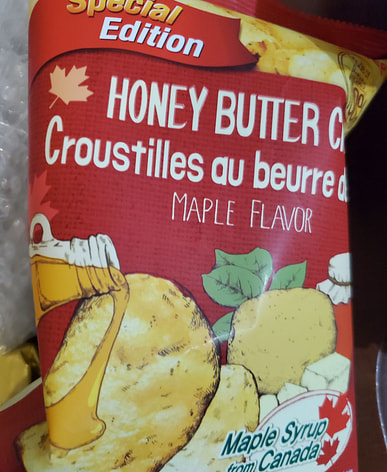 Special
Edition
HONEY BUTTER
Croustilles au beurre
MAPLE FLAVOR
Maple Syrup
from Canada